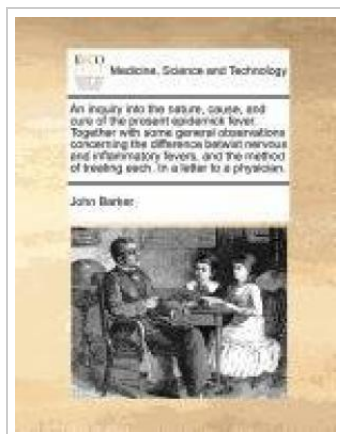 ECCO
Medicine, Science and Technology
An inquiry into the nature, cause, and
cure of the present epidemick fever.
Together with some general observations
concerning the difference betwixt nervous
and inflammatory fevers, and the method
of treating each. In a letter to a physician.
John Barker